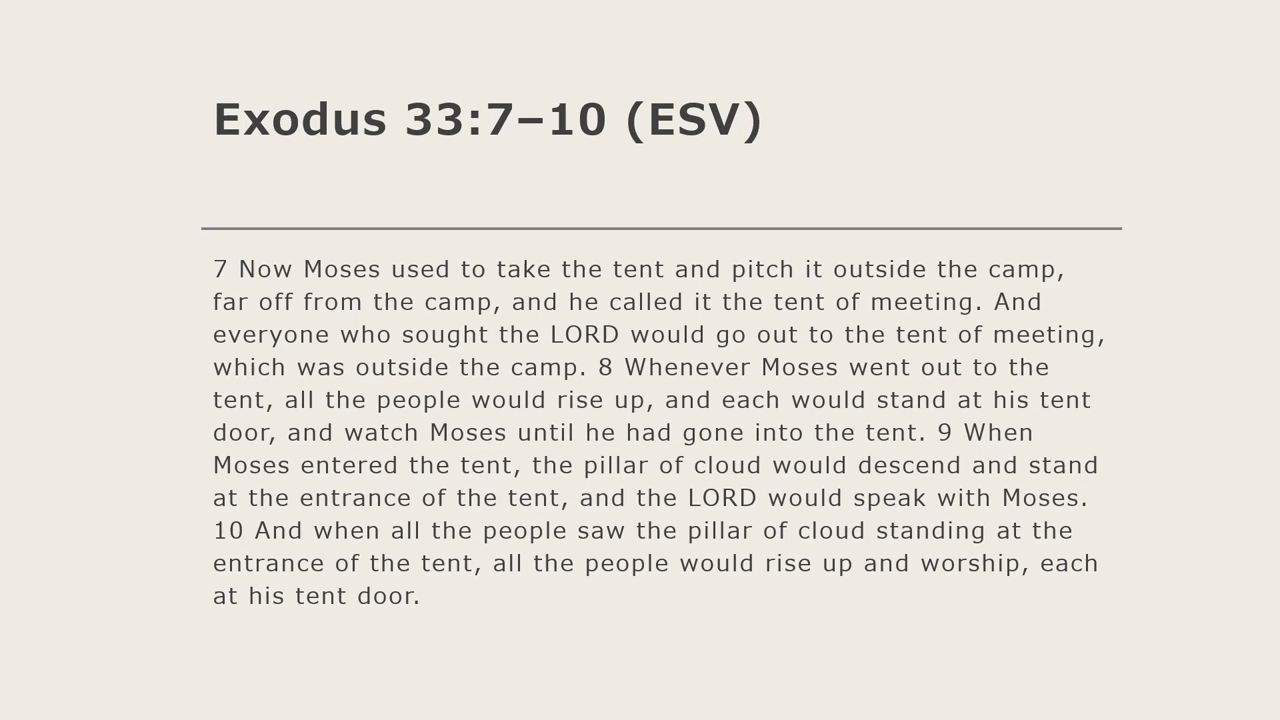 Exodus 33:7–10 (ESV)
7 Now Moses used to take the tent and pitch it outside the camp,
far off from the camp, and he called it the tent of meeting. And
everyone who sought the LORD would go out to the tent of meeting,
which was outside the camp. 8 Whenever Moses went out to the
tent, all the people would rise up, and each would stand at his tent
door, and watch Moses until he had gone into the tent. 9 When
Moses entered the tent, the pillar of cloud would descend and stand
at the entrance of the tent, and the LORD would speak with Moses.
10 And when all the people saw the pillar of cloud standing at the
entrance of the tent, all the people would rise up and worship, each
at his tent door.